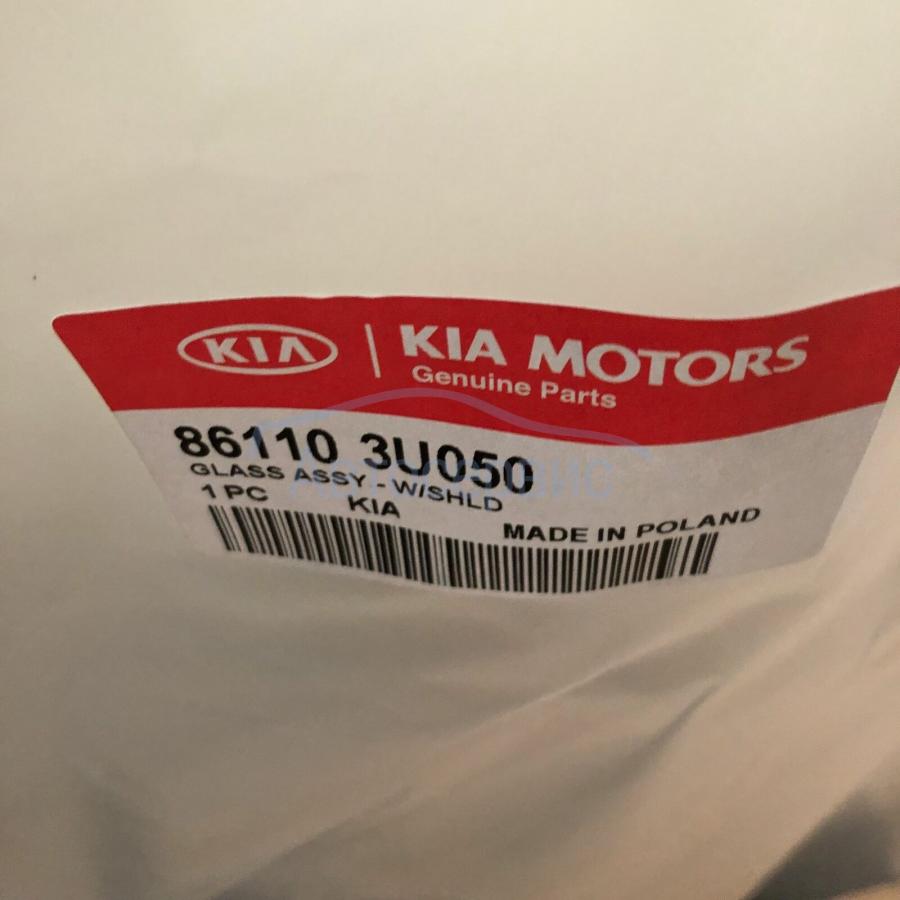 KIA
KIA MOTORS
Genuine Parts
86110 3U050
GLASS ASSY - W/SHLD
1 PC KIA
MADE IN POLAND